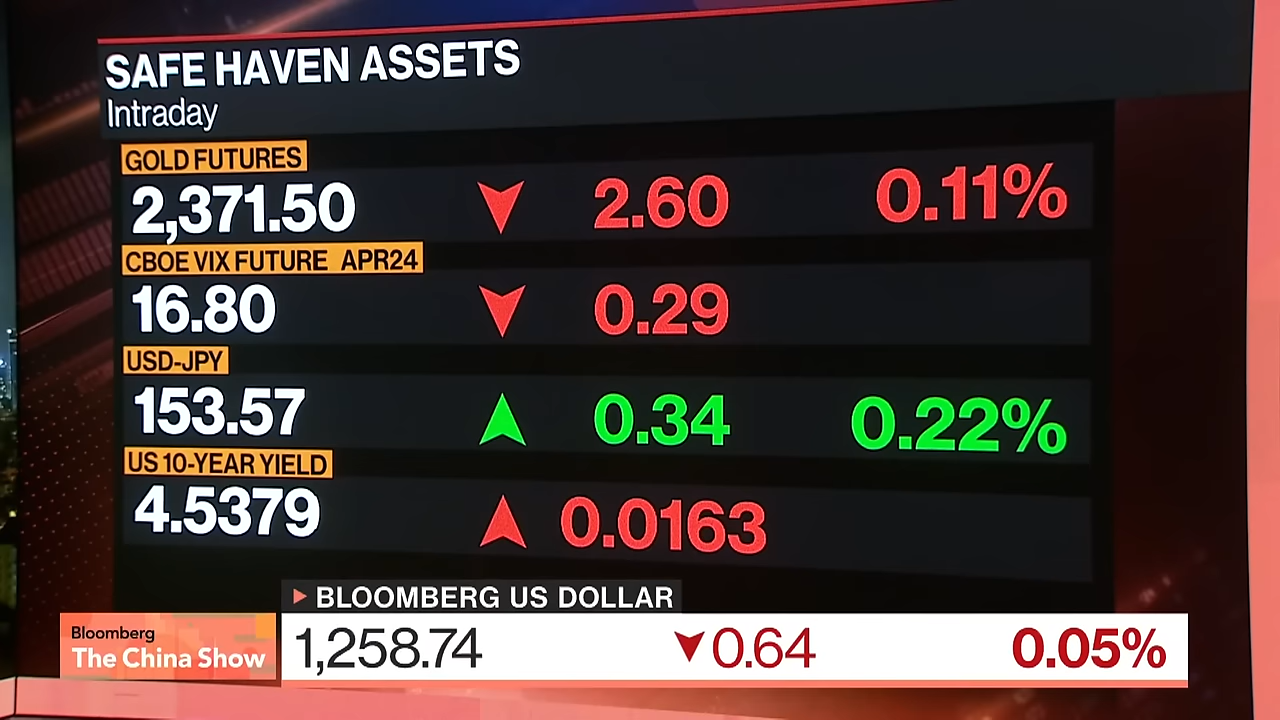 SAFE HAVEN ASSETS
Intraday
GOLD FUTURES
2,371.50 ▼ 2.60 0.11%
CBOE VIX FUTURE APR24
16.80 ▼ 0.29
USD-JPY
153.57 ▲ 0.34 0.22%
US 10-YEAR YIELD
4.5379 ▲ 0.0163
BLOOMBERG US DOLLAR
Bloomberg
The China Show
1,258.74 ▼0.64 0.05%